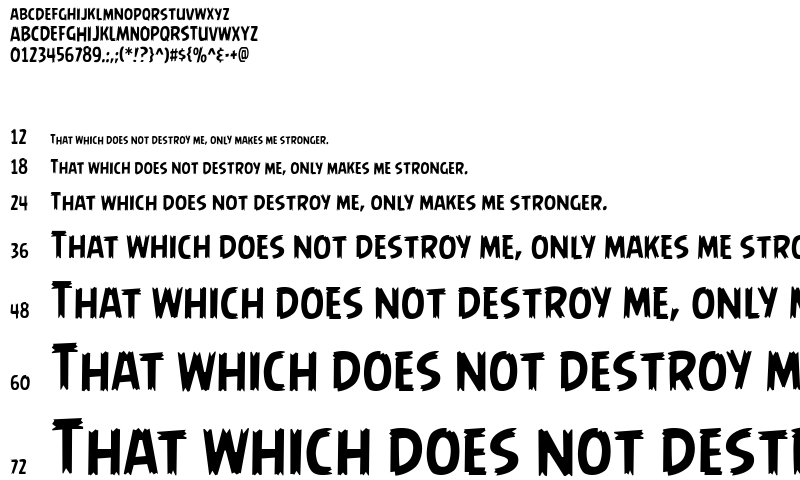 ABCDEFGHIJKLMNOPQRSTUVWXYZ
ABCDEFGHIJKLMNOPQRSTUVWXYZ
0123456789.:,;(*!?}^)#${%^&-+@
12 That which does not destroy me, only makes me stronger.
18 That which does not destroy me, only makes me stronger.
24 That which does not destroy me, only makes me stronger.
36 That which does not destroy me, only makes me stro
48 That which does not destroy me, only
60 That which does not destroy
72 That which does not dest